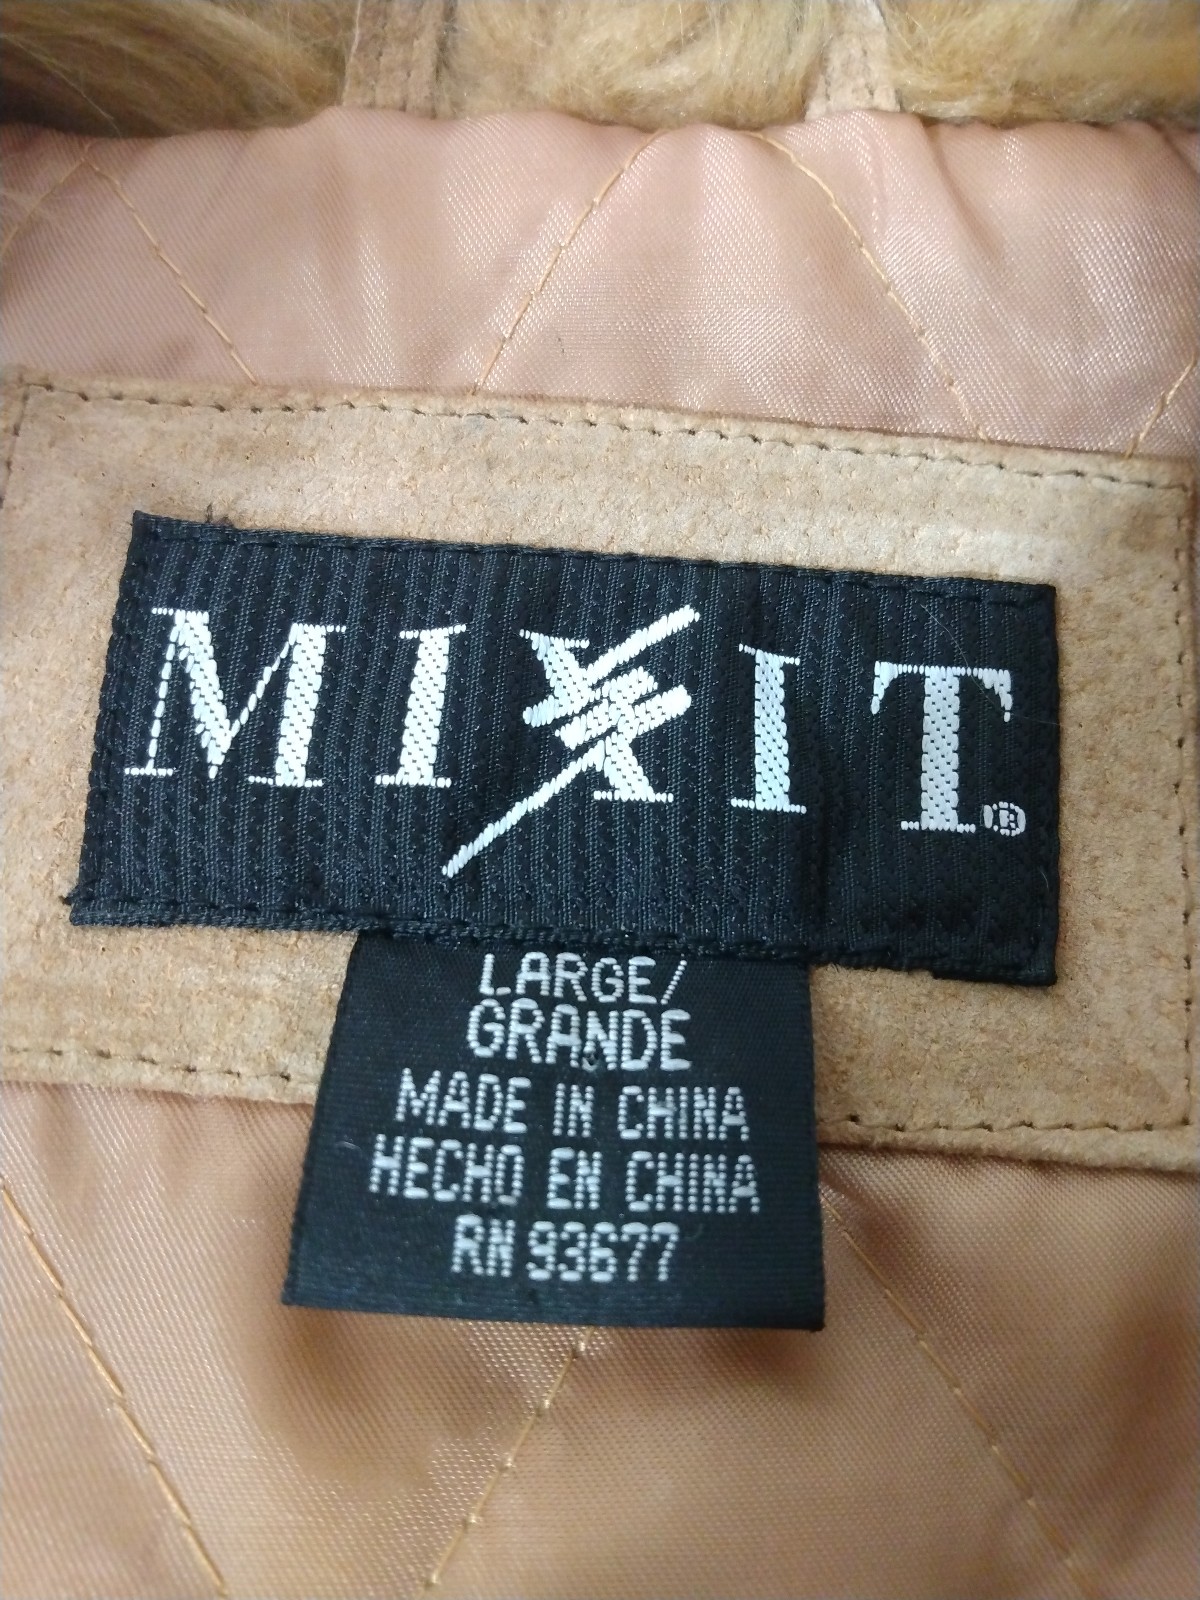 MIXIT®
LARGE/
GRANDE
MADE IN CHINA
HECHO EN CHINA
RN 93677